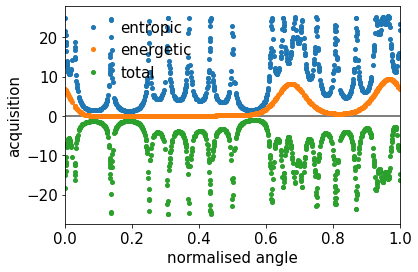 entropic
energetic
total
acquisition
20
10
0
−10
−20
0.0 0.2 0.4 0.6 0.8 1.0
normalised angle